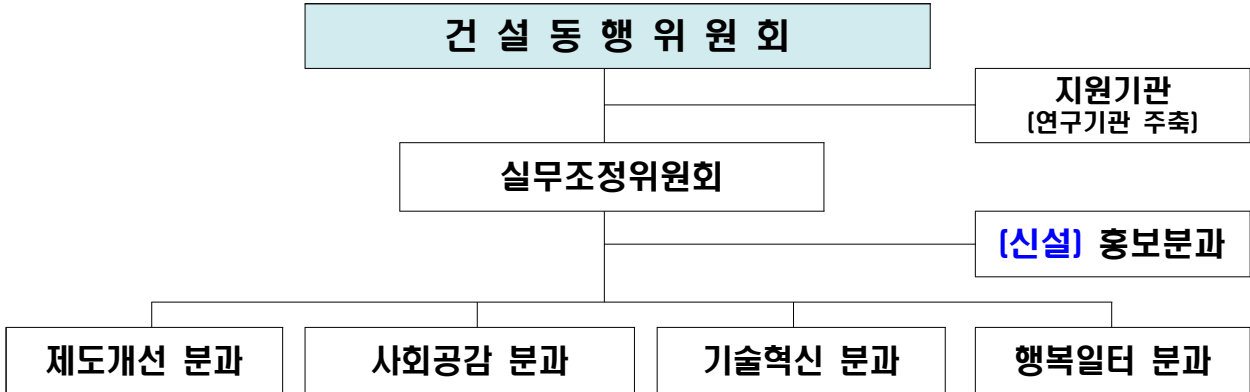 건 설 동 행 위 원 회
지원기관
(연구기관 주축)
실무조정위원회
(신설) 홍보분과
제도개선 분과
사회공감 분과
기술혁신 분과
행복일터 분과